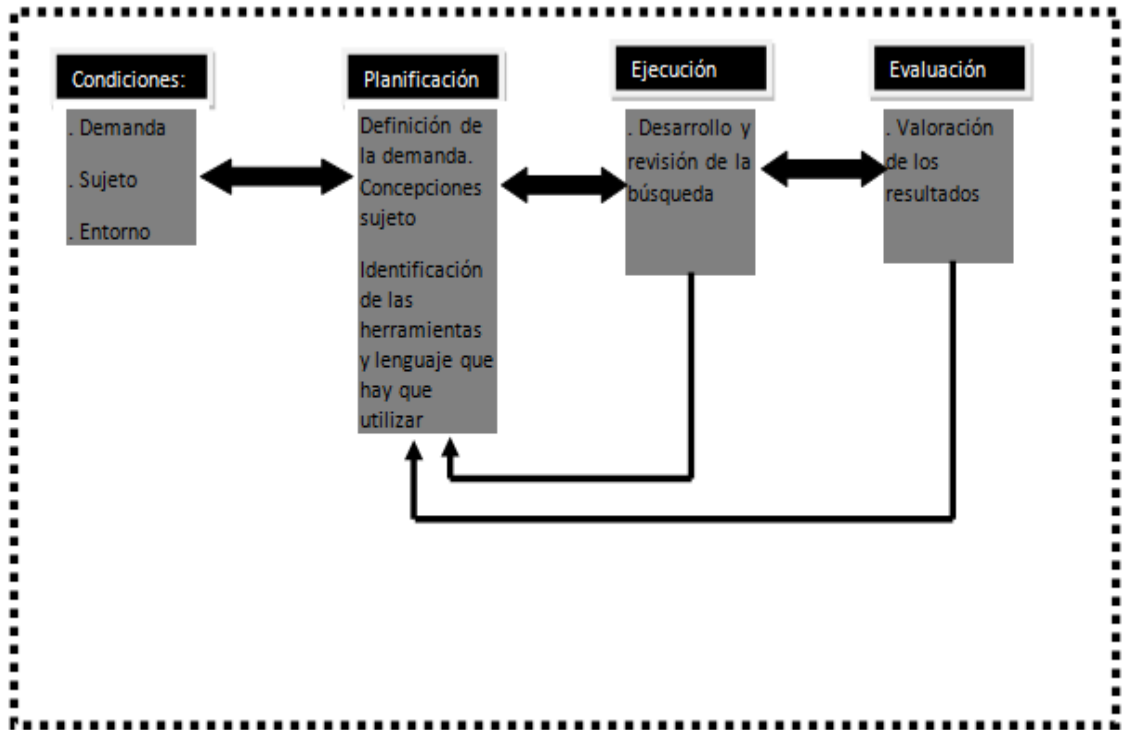 Condiciones:
. Demanda
. Sujeto
. Entorno
Planificación
Definición de
la demanda.
Concepciones
sujeto
Identificación
de las
herramientas
y lenguaje que
hay que
utilizar
Ejecución
. Desarrollo y
revisión de la
búsqueda
Evaluación
. Valoración
de los
resultados